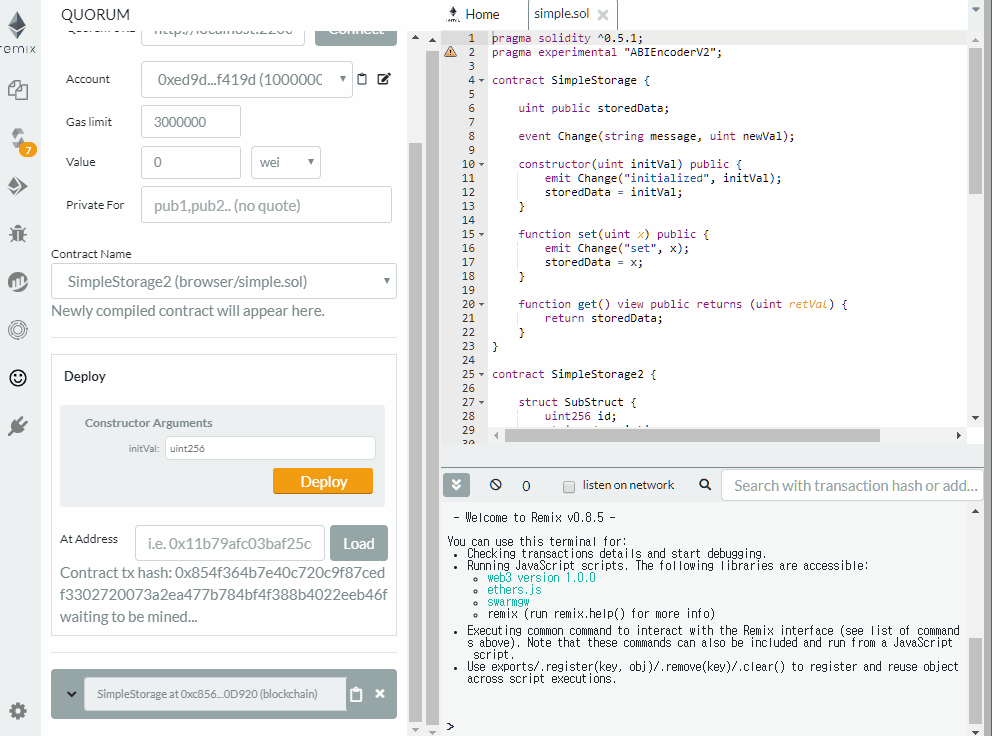 remix
7
QUORUM
Connect
Account
0xed9d...f419d (1000000
Gas limit
3000000
Value
0
wei
Private For
pub1,pub2.. (no quote)
Contract Name
SimpleStorage2 (browser/simple.sol)
Newly compiled contract will appear here.
Deploy
Constructor Arguments
initVal:
uint256
Deploy
At Address
i.e. 0x11b79afc03baf25c
Load
Contract tx hash: 0x854f364b7e40c720c9f87ced
f3302720073a2ea477b784bf4f388b4022eeb46f
waiting to be mined...
SimpleStorage at 0xc856...0D920 (blockchain)
Home
simple.sol
1 pragma solidity ^0.5.1;
2 pragma experimental "ABIEncoderV2";
3
4 contract SimpleStorage {
5
6 uint public storedData;
7
8 event Change(string message, uint newVal);
9
10 constructor(uint initVal) public {
11 emit Change("initialized", initVal);
12 storedData = initVal;
13 }
14
15 function set(uint x) public {
16 emit Change("set", x);
17 storedData = x;
18 }
19
20 function get() view public returns (uint retVal) {
21 return storedData;
22 }
23 }
24
25 contract SimpleStorage2 {
26
27 struct SubStruct {
28 uint256 id;
29
30
0
listen on network
Search with transaction hash or add...
- Welcome to Remix v0.8.5 -
You can use this terminal for:
• Checking transactions details and start debugging.
• Running JavaScript scripts. The following libraries are accessible:
web3 version 1.0.0
ethers.js
swarmgw
remix (run remix.help() for more info)
• Executing common command to interact with the Remix interface (see list of command
s above). Note that these commands can also be included and run from a JavaScript
script.
• Use exports/.register(key, obj)/.remove(key)/.clear() to register and reuse object
across script executions.
>